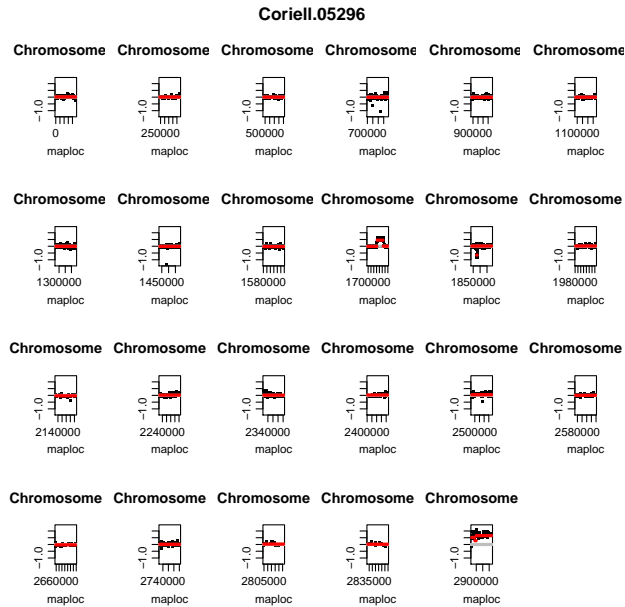 Coriell.05296
Chromosome Chromosome Chromosome Chromosome Chromosome Chromosome
-1.0 -1.0 -1.0 -1.0 -1.0 -1.0
0 250000 500000 700000 900000 1100000
maploc maploc maploc maploc maploc maploc
Chromosome Chromosome Chromosome Chromosome Chromosome Chromosome
-1.0 -1.0 -1.0 -1.0 -1.0 -1.0
1300000 1450000 1580000 1700000 1850000 1980000
maploc maploc maploc maploc maploc maploc
Chromosome Chromosome Chromosome Chromosome Chromosome Chromosome
-1.0 -1.0 -1.0 -1.0 -1.0 -1.0
2140000 2240000 2340000 2400000 2500000 2580000
maploc maploc maploc maploc maploc maploc
Chromosome Chromosome Chromosome Chromosome Chromosome
-1.0 -1.0 -1.0 -1.0 -1.0
2660000 2740000 2805000 2835000 2900000
maploc maploc maploc maploc maploc